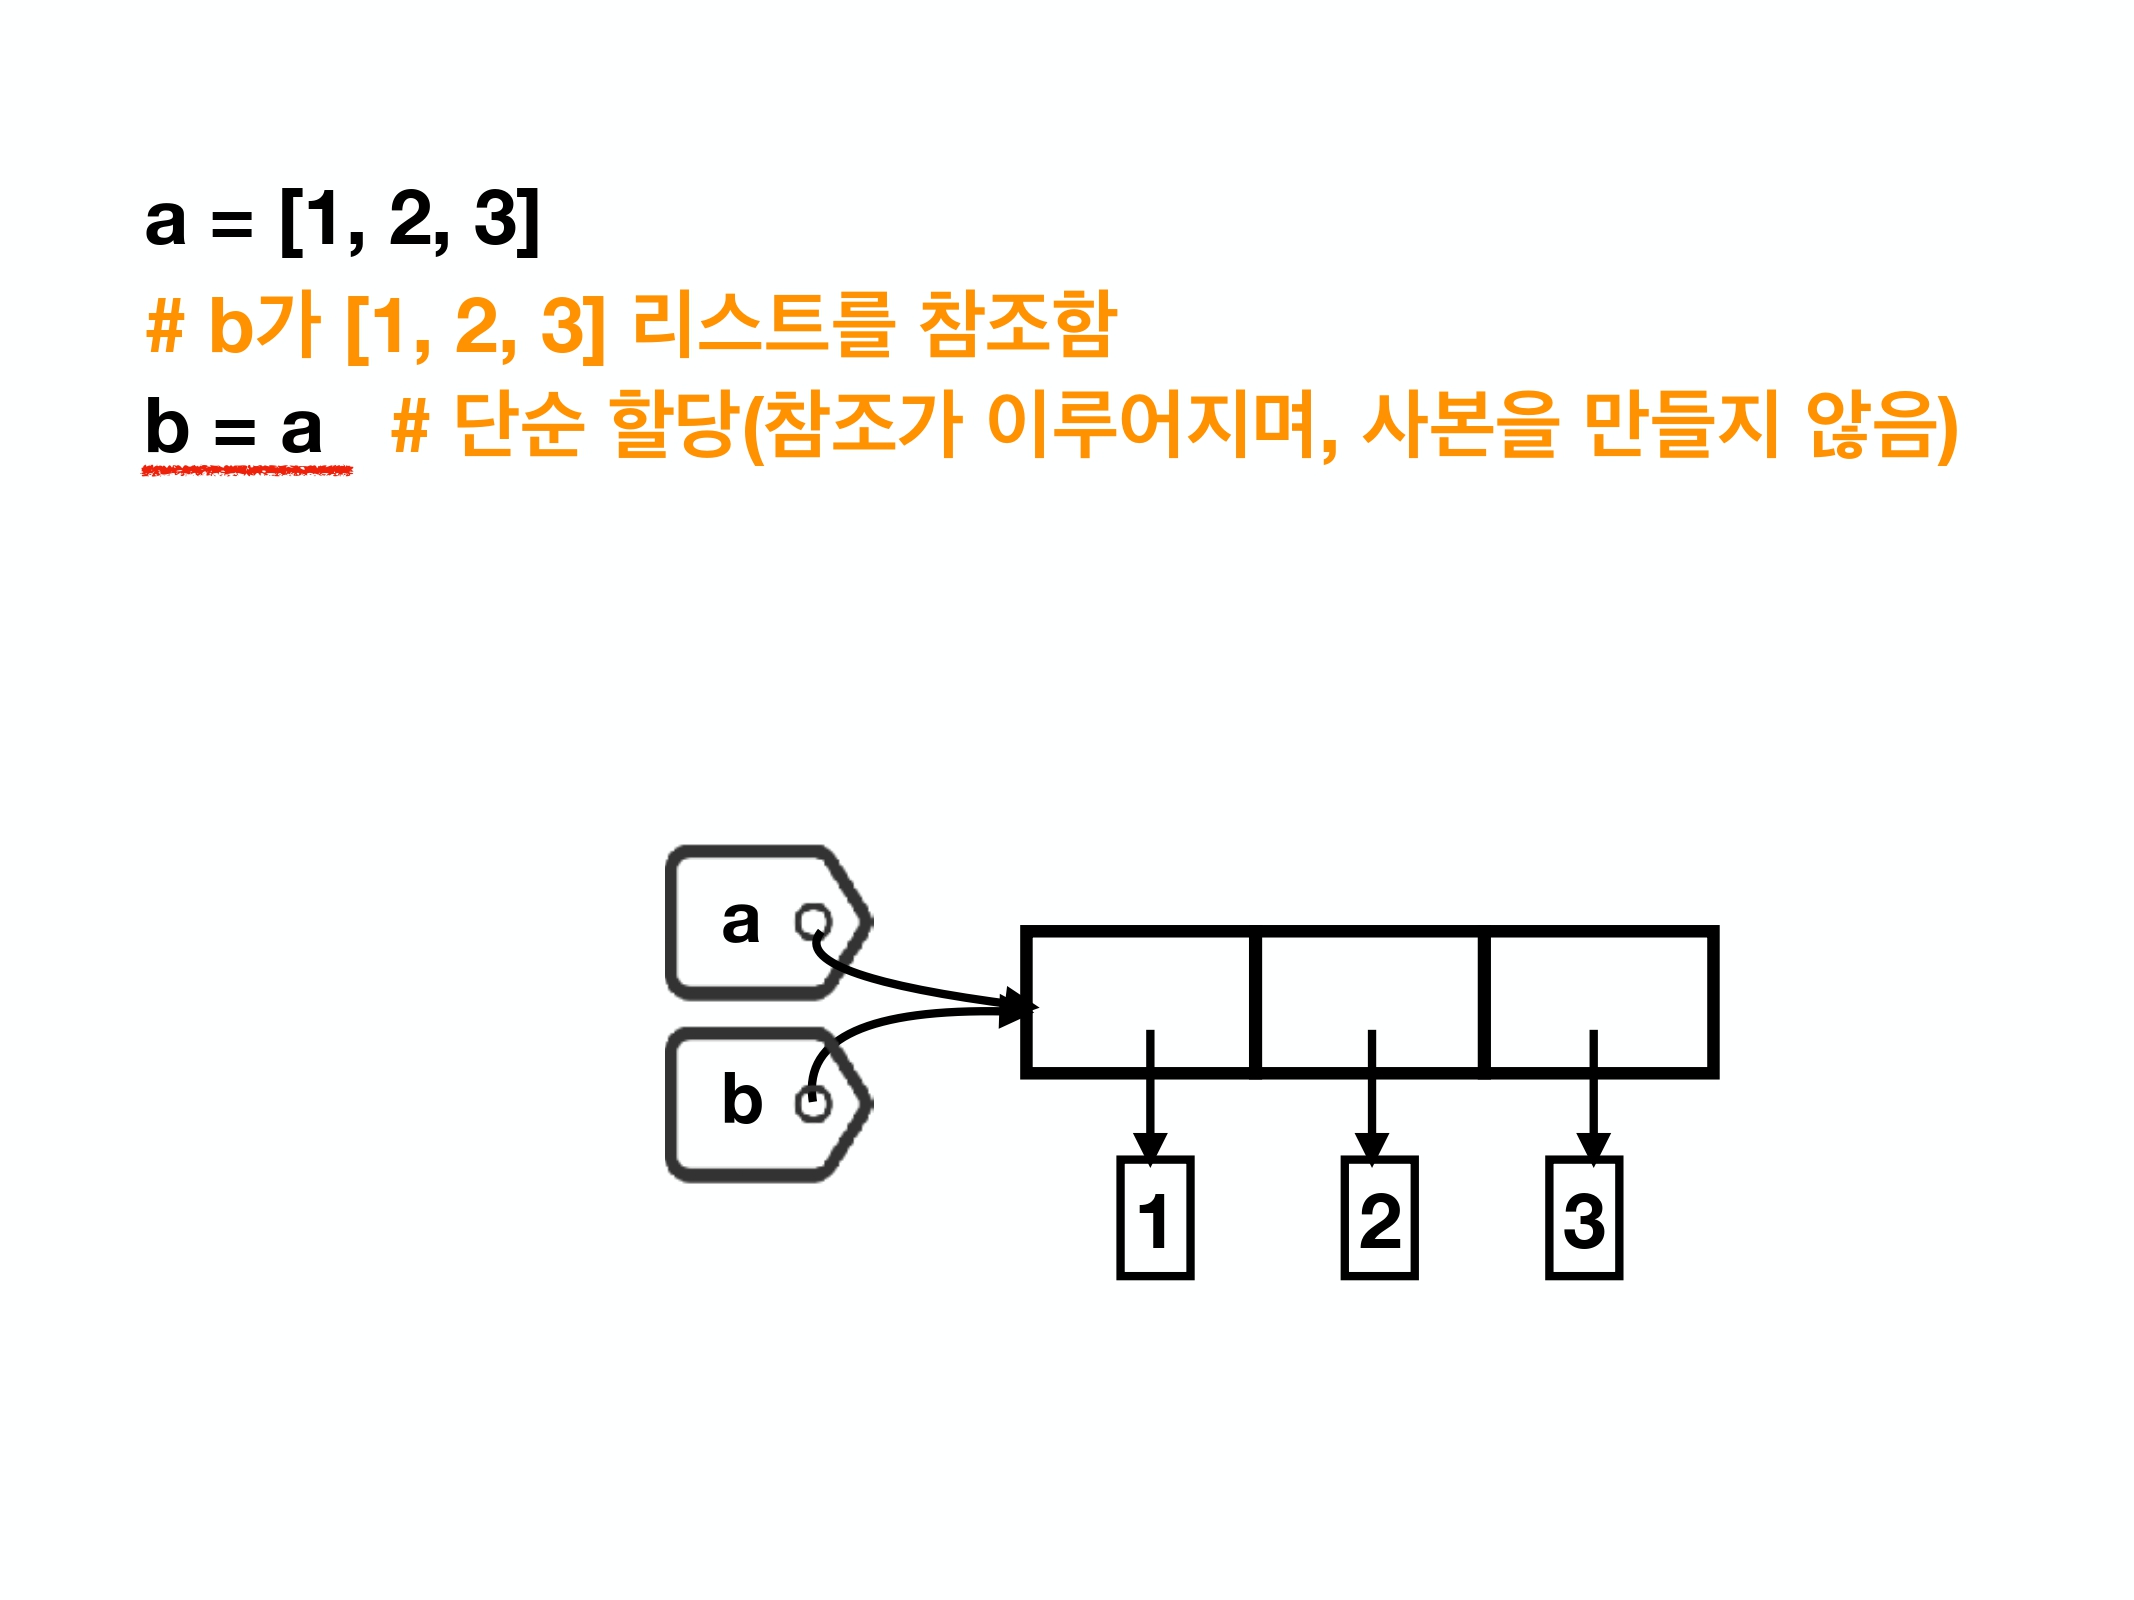 a = [1, 2, 3]
# b가 [1, 2, 3] 리스트를 참조함
b = a # 단순 할당(참조가 이루어지며, 사본을 만들지 않음)
a
b
1 2 3